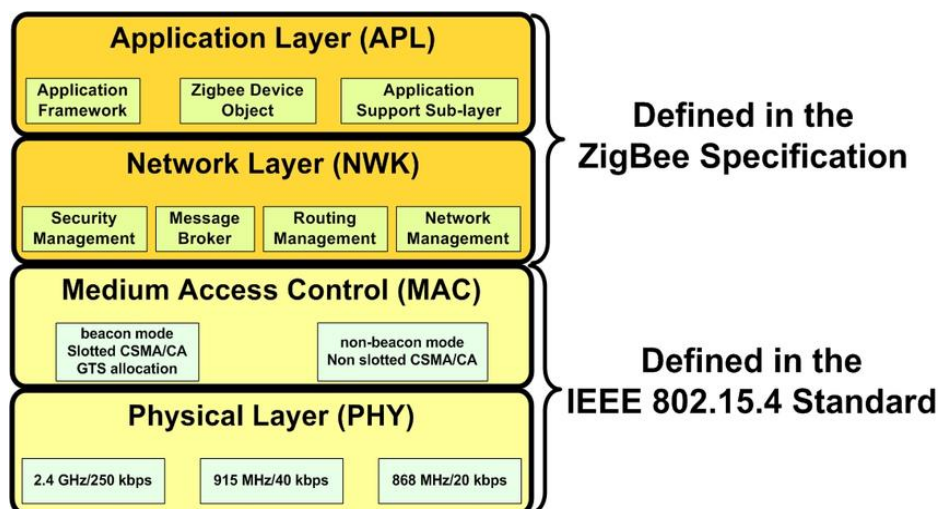 Application Layer (APL)
Application
Framework
Zigbee Device
Object
Application
Support Sub-layer
Defined in the
ZigBee Specification
Network Layer (NWK)
Security
Management
Message
Broker
Routing
Management
Network
Management
Medium Access Control (MAC)
beacon mode
Slotted CSMA/CA
GTS allocation
non-beacon mode
Non slotted CSMA/CA
Defined in the
IEEE 802.15.4 Standard
Physical Layer (PHY)
2.4 GHz/250 kbps
915 MHz/40 kbps
868 MHz/20 kbps